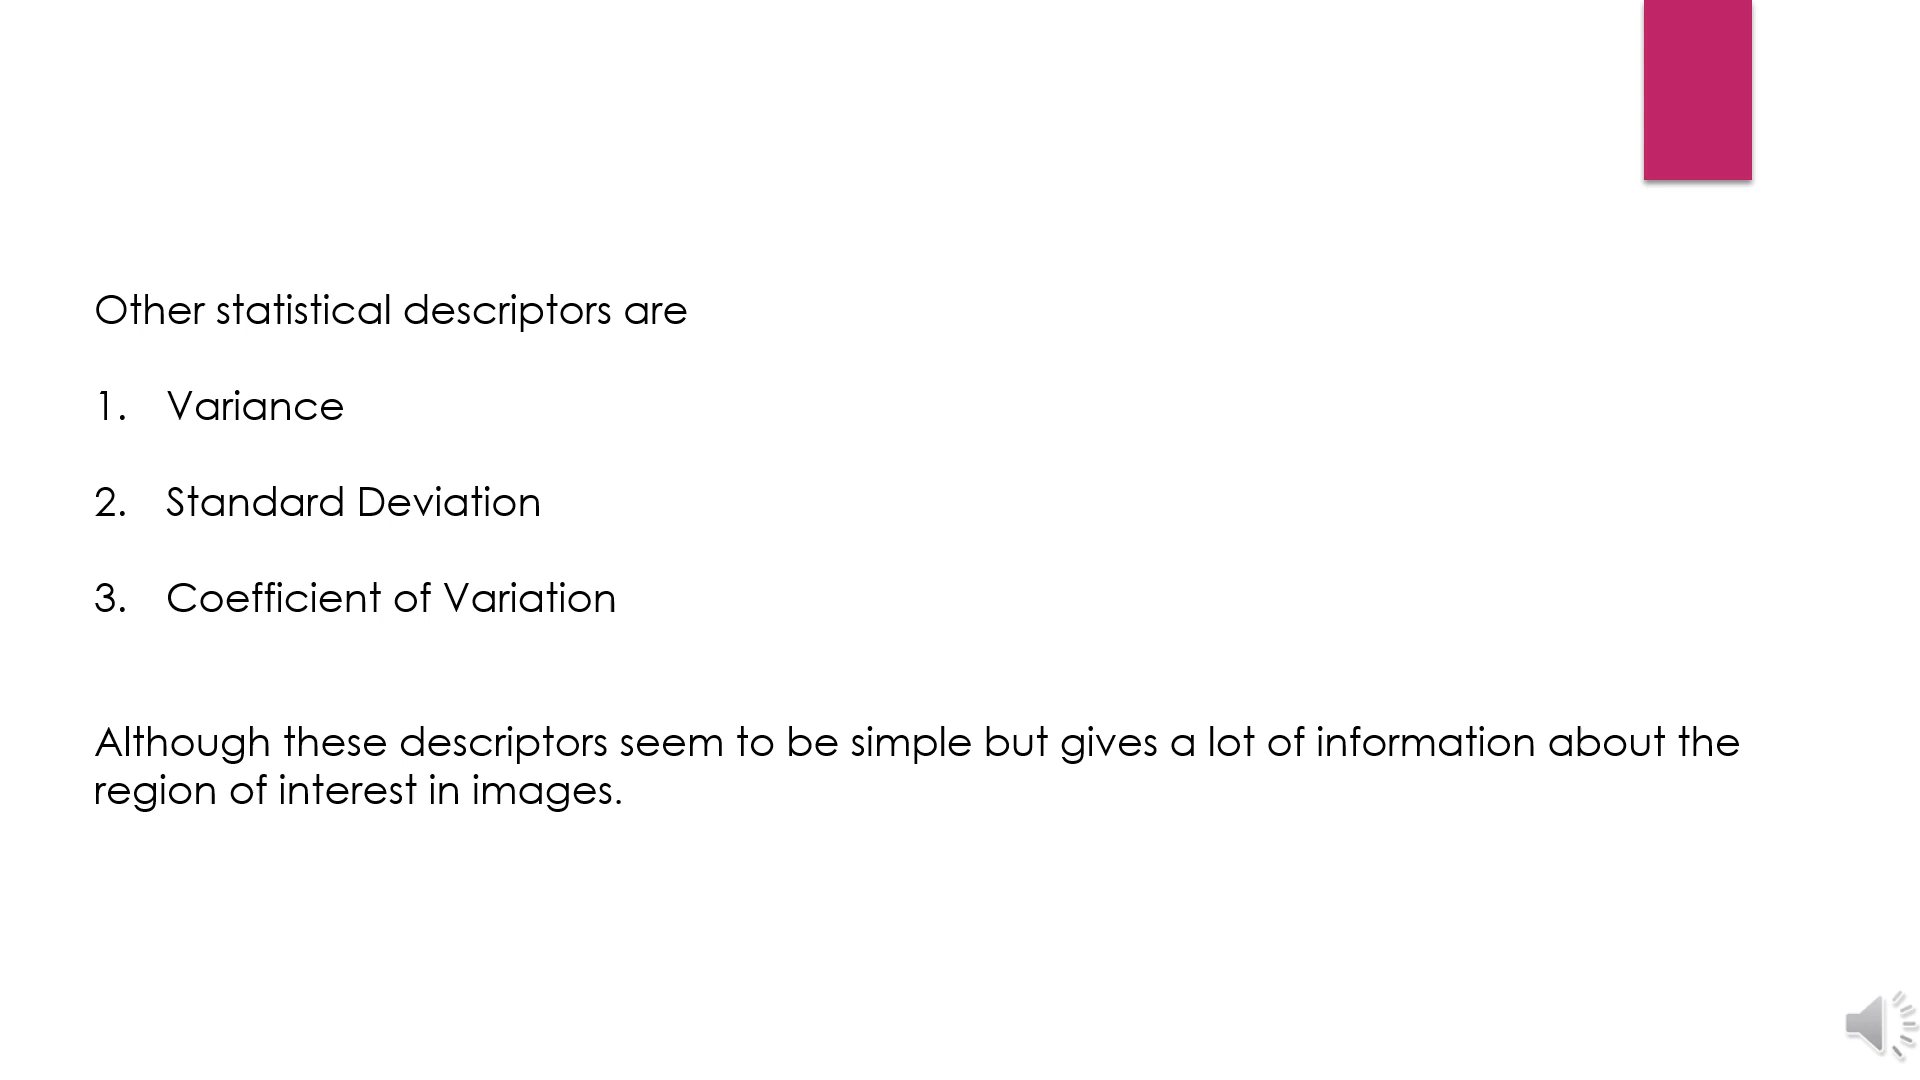 Other statistical descriptors are
1. Variance
2. Standard Deviation
3. Coefficient of Variation
Although these descriptors seem to be simple but gives a lot of information about the
region of interest in images.